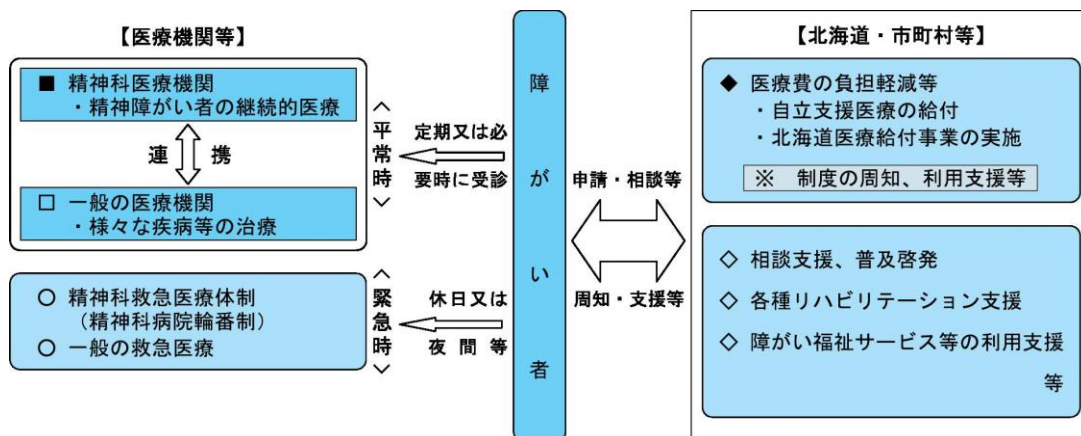 【医療機関等】
■ 精神科医療機関
・精神障がい者の継続的医療
連 携
□ 一般の医療機関
・様々な疾病等の治療
<平常時>
定期又は必
要時に受診
○ 精神科救急医療体制
(精神科病院輪番制)
○ 一般の救急医療
<緊急時>
休日又は
夜間等
障がい者
申請・相談等
周知・支援等
【北海道・市町村等】
◆ 医療費の負担軽減等
・自立支援医療の給付
・北海道医療給付事業の実施
※ 制度の周知、利用支援等
◇ 相談支援、普及啓発
◇ 各種リハビリテーション支援
◇ 障がい福祉サービス等の利用支援
等